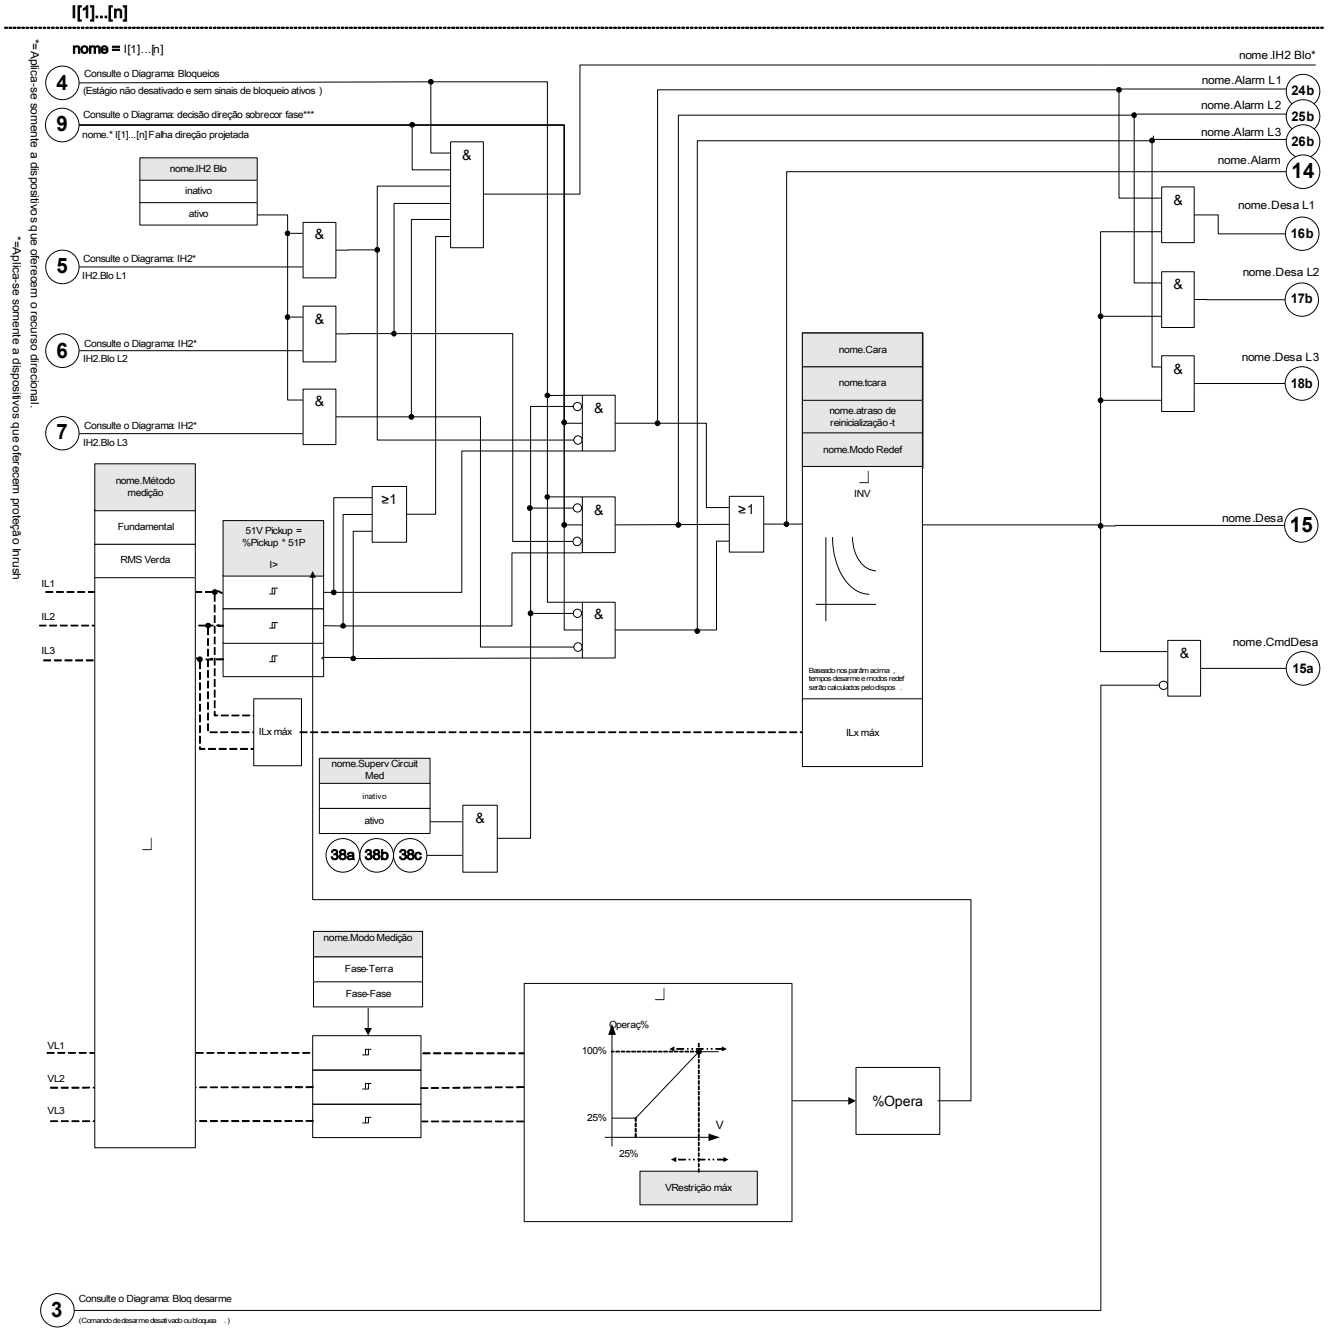 I[1]...[n]
nome = I[1]...[n]
*=Aplica-se somente a dispositivos que oferecem o recurso direcional.
*=Aplica-se somente a dispositivos que oferecem proteção Inrush
4
Consulte o Diagrama: Bloqueios
(Estágio não desativado e sem sinais de bloqueio ativos )
9
Consulte o Diagrama: decisão direção sobrecor fase***
nome.* I[1]...[n] Falha direção projetada
nome.IH2 Blo
inativo
ativo
&
&
5
Consulte o Diagrama: IH2*
IH2.Blo L1
&
6
Consulte o Diagrama: IH2*
IH2.Blo L2
&
7
Consulte o Diagrama: IH2*
IH2.Blo L3
nome.IH2 Blo*
nome.Alarm L1
24b
nome.Alarm L2
25b
nome.Alarm L3
26b
nome.Alarm
14
&
nome.Desa L1
16b
&
nome.Desa L2
17b
&
nome.Desa L3
18b
nome.Cara
nome.tcara
nome.atraso de
reinicialização -t
nome.Modo Redef
INV
Baseado nos parâm acima ,
tempos desarme e modos redef
serão calculados pelo dispos .
ILx máx
&
&
&
≥1
≥1
nome.Método
medição
Fundamental
RMS Verda
51V Pickup =
%Pickup * 51P
I>
IL1
IL2
IL3
ILx máx
nome.Desa
15
nome.CmdDesa
&
15a
nome.Superv Circuit
Med
inativo
ativo
&
38a
38b
38c
nome.Modo Medição
Fase-Terra
Fase-Fase
VL1
VL2
VL3
Operaç%
100%
25%
V
25%
VRestrição máx
%Opera
3
Consulte o Diagrama: Bloq desarme
(Comando de desarme desativado ou bloquea . )